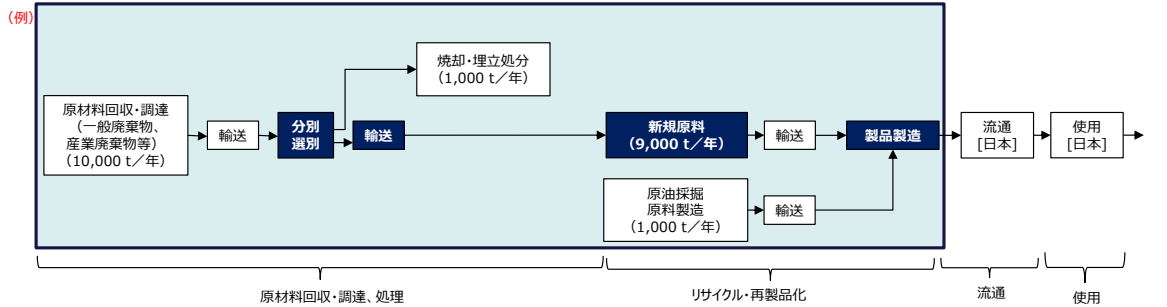 （例）
焼却・埋立処分
（1,000 t／年）
原材料回収・調達
（一般廃棄物、
産業廃棄物等）
（10,000 t／年）
輸送
分別
選別
輸送
新規原料
（9,000 t／年）
輸送
製品製造
流通
[日本]
使用
[日本]
原油採掘
原料製造
（1,000 t／年）
輸送
原材料回収・調達、処理
リサイクル・再製品化
流通
使用